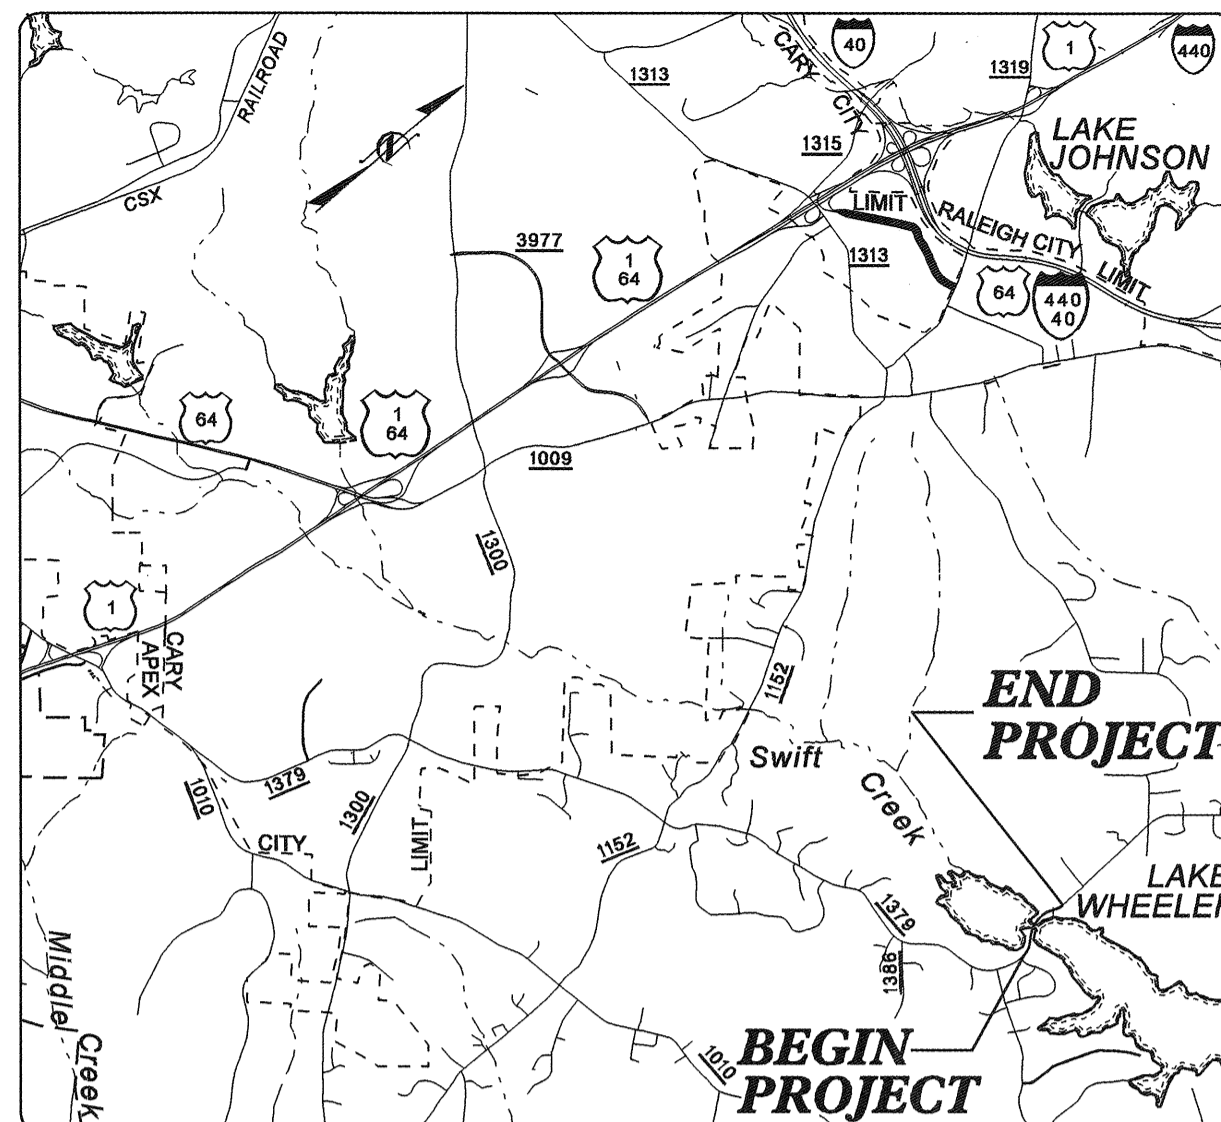 RAILROAD
CSX
1313
CARY
CITY
LIMIT
40
1319
1
440
1315
LAKE
JOHNSON
3977
1
64
1313
RALEIGH CITY
LIMIT
64
440
40
64
1
64
1009
1300
1
CARY
APEX
1152
END
PROJECT
Swift
Creek
1010
1379
1300
CITY
LIMIT
1152
LAKE
WHEELER
1379
1386
Middle
Creek
1010
BEGIN
PROJECT